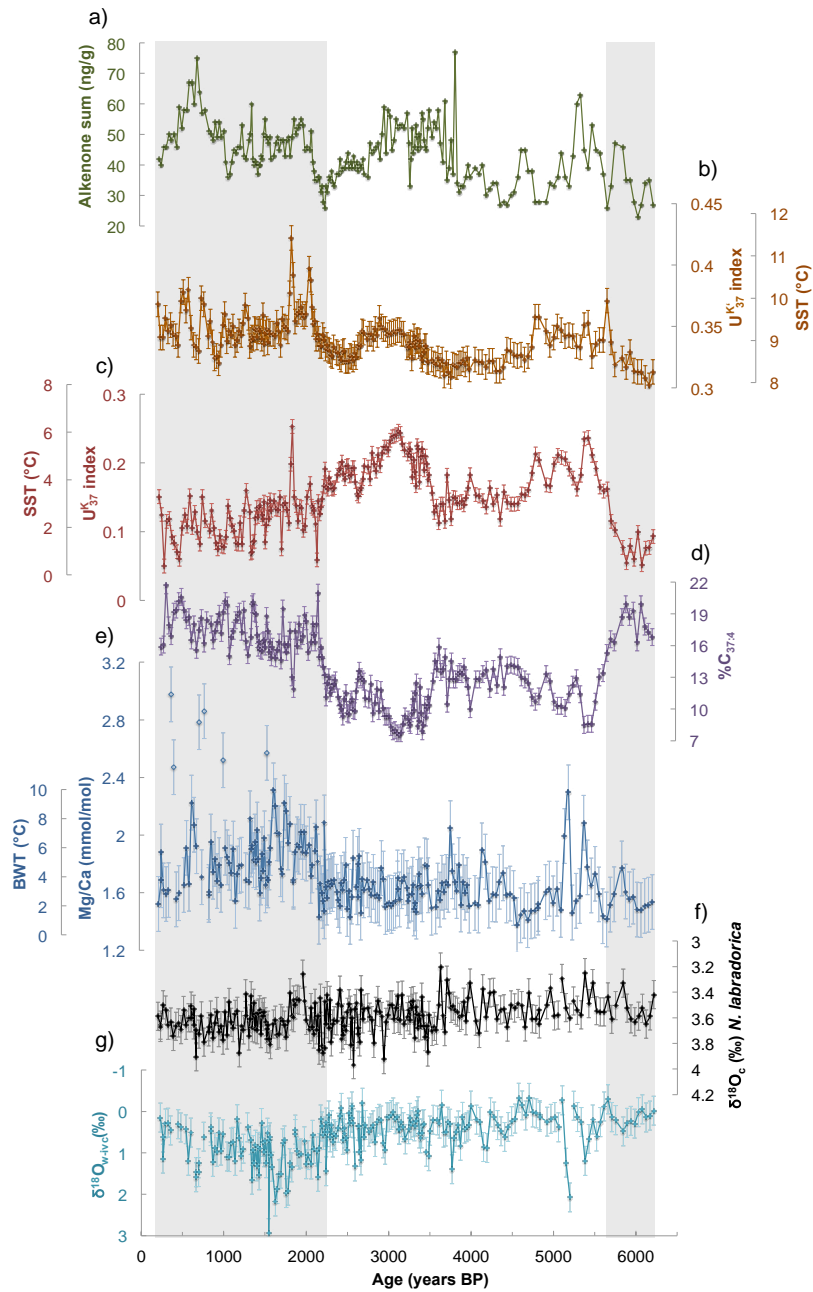 a)
Alkenone sum (ng/g)
80
70
60
50
40
30
20
b)
0.45
0.4
0.35
0.3
U^K'_37 index
12
11
10
9
8
SST (°C)
c)
8
6
4
2
0
SST (°C)
0.3
0.2
0.1
0
U^K_37 index
d)
22
19
16
13
10
7
%C_37:4
e)
10
8
6
4
2
0
BWT (°C)
3.2
2.8
2.4
2
1.6
1.2
Mg/Ca (mmol/mol)
f)
3
3.2
3.4
3.6
3.8
4
4.2
δ^18O_c (‰) N. labradorica
g)
-1
0
1
2
3
δ^18O_w-ivc(‰)
0 1000 2000 3000 4000 5000 6000
Age (years BP)